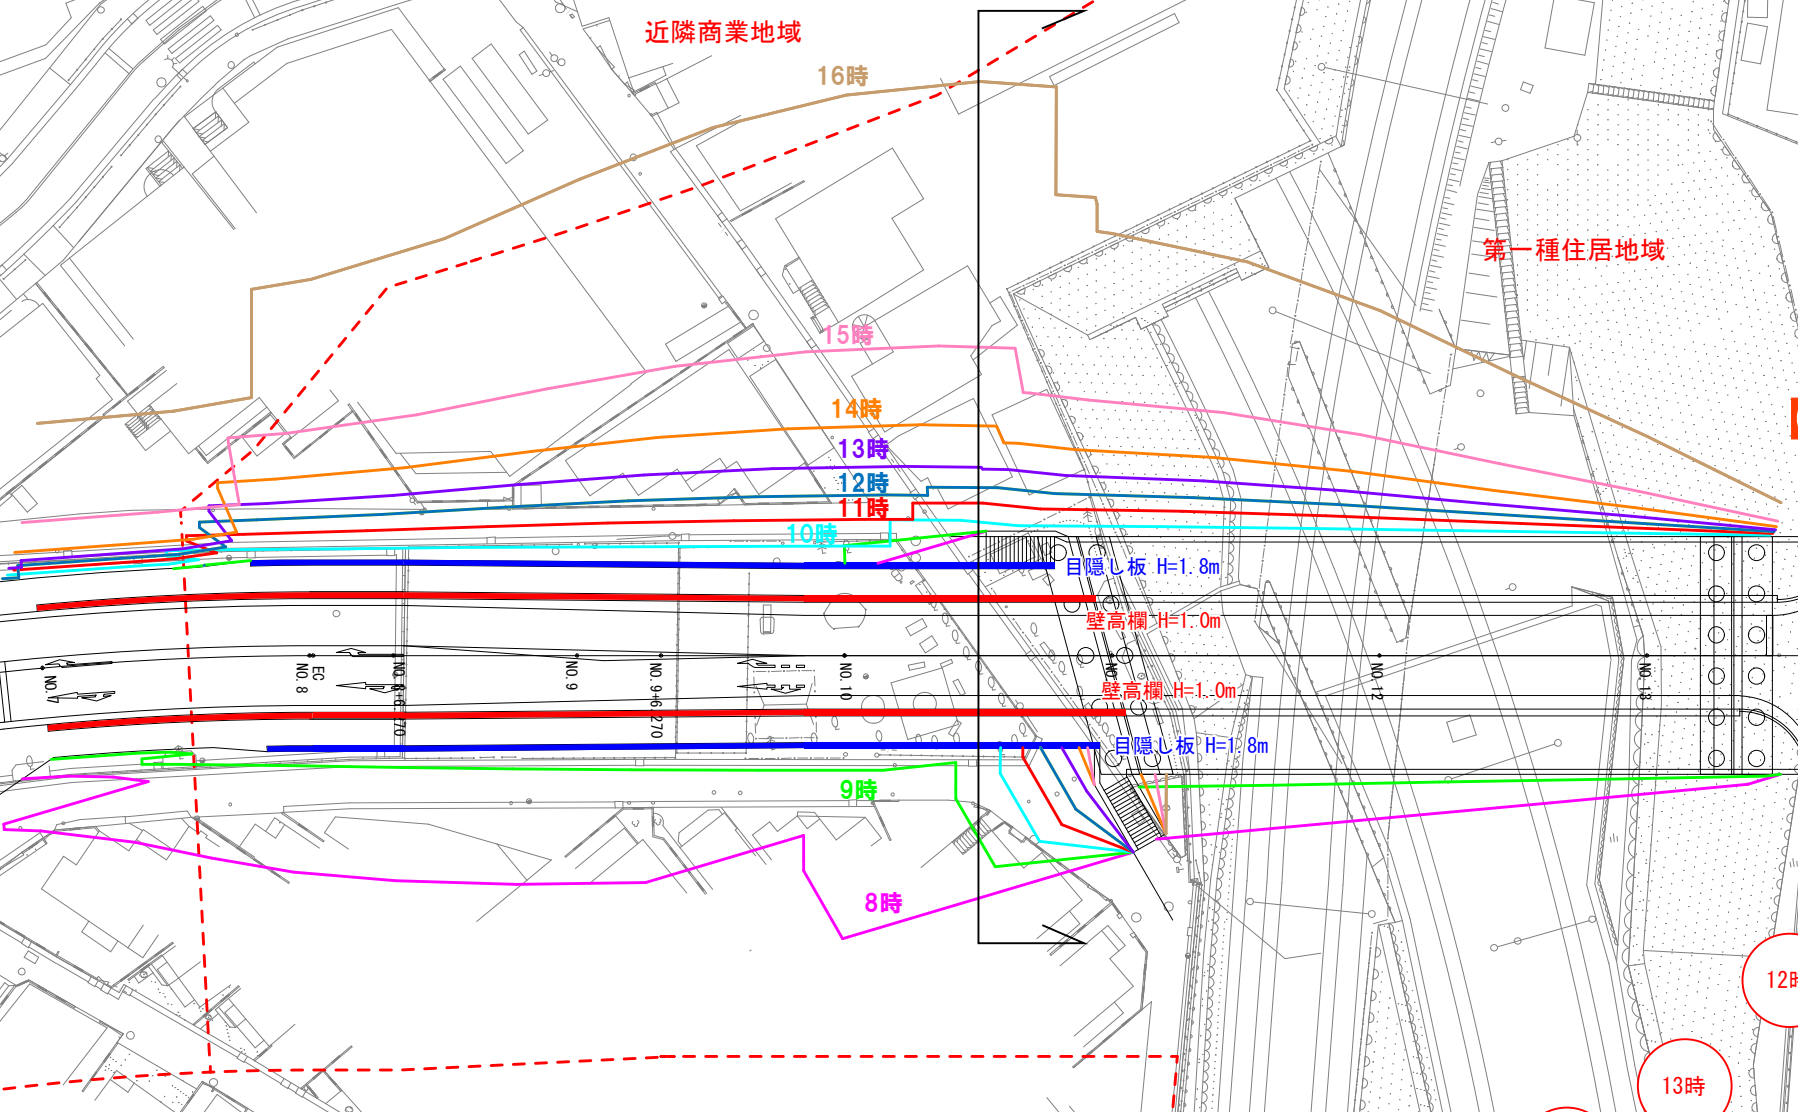 近隣商業地域
16時
第一種住居地域
15時
14時
13時
12時
11時
10時
目隠し板 H=1.8m
壁高欄 H=1.0m
NO.7
NO.8
EC
NO.9
NO.9+6.270
NO.10
NO.12
NO.13
壁高欄 H=1.0m
目隠し板 H=1.8m
9時
8時
12時
13時